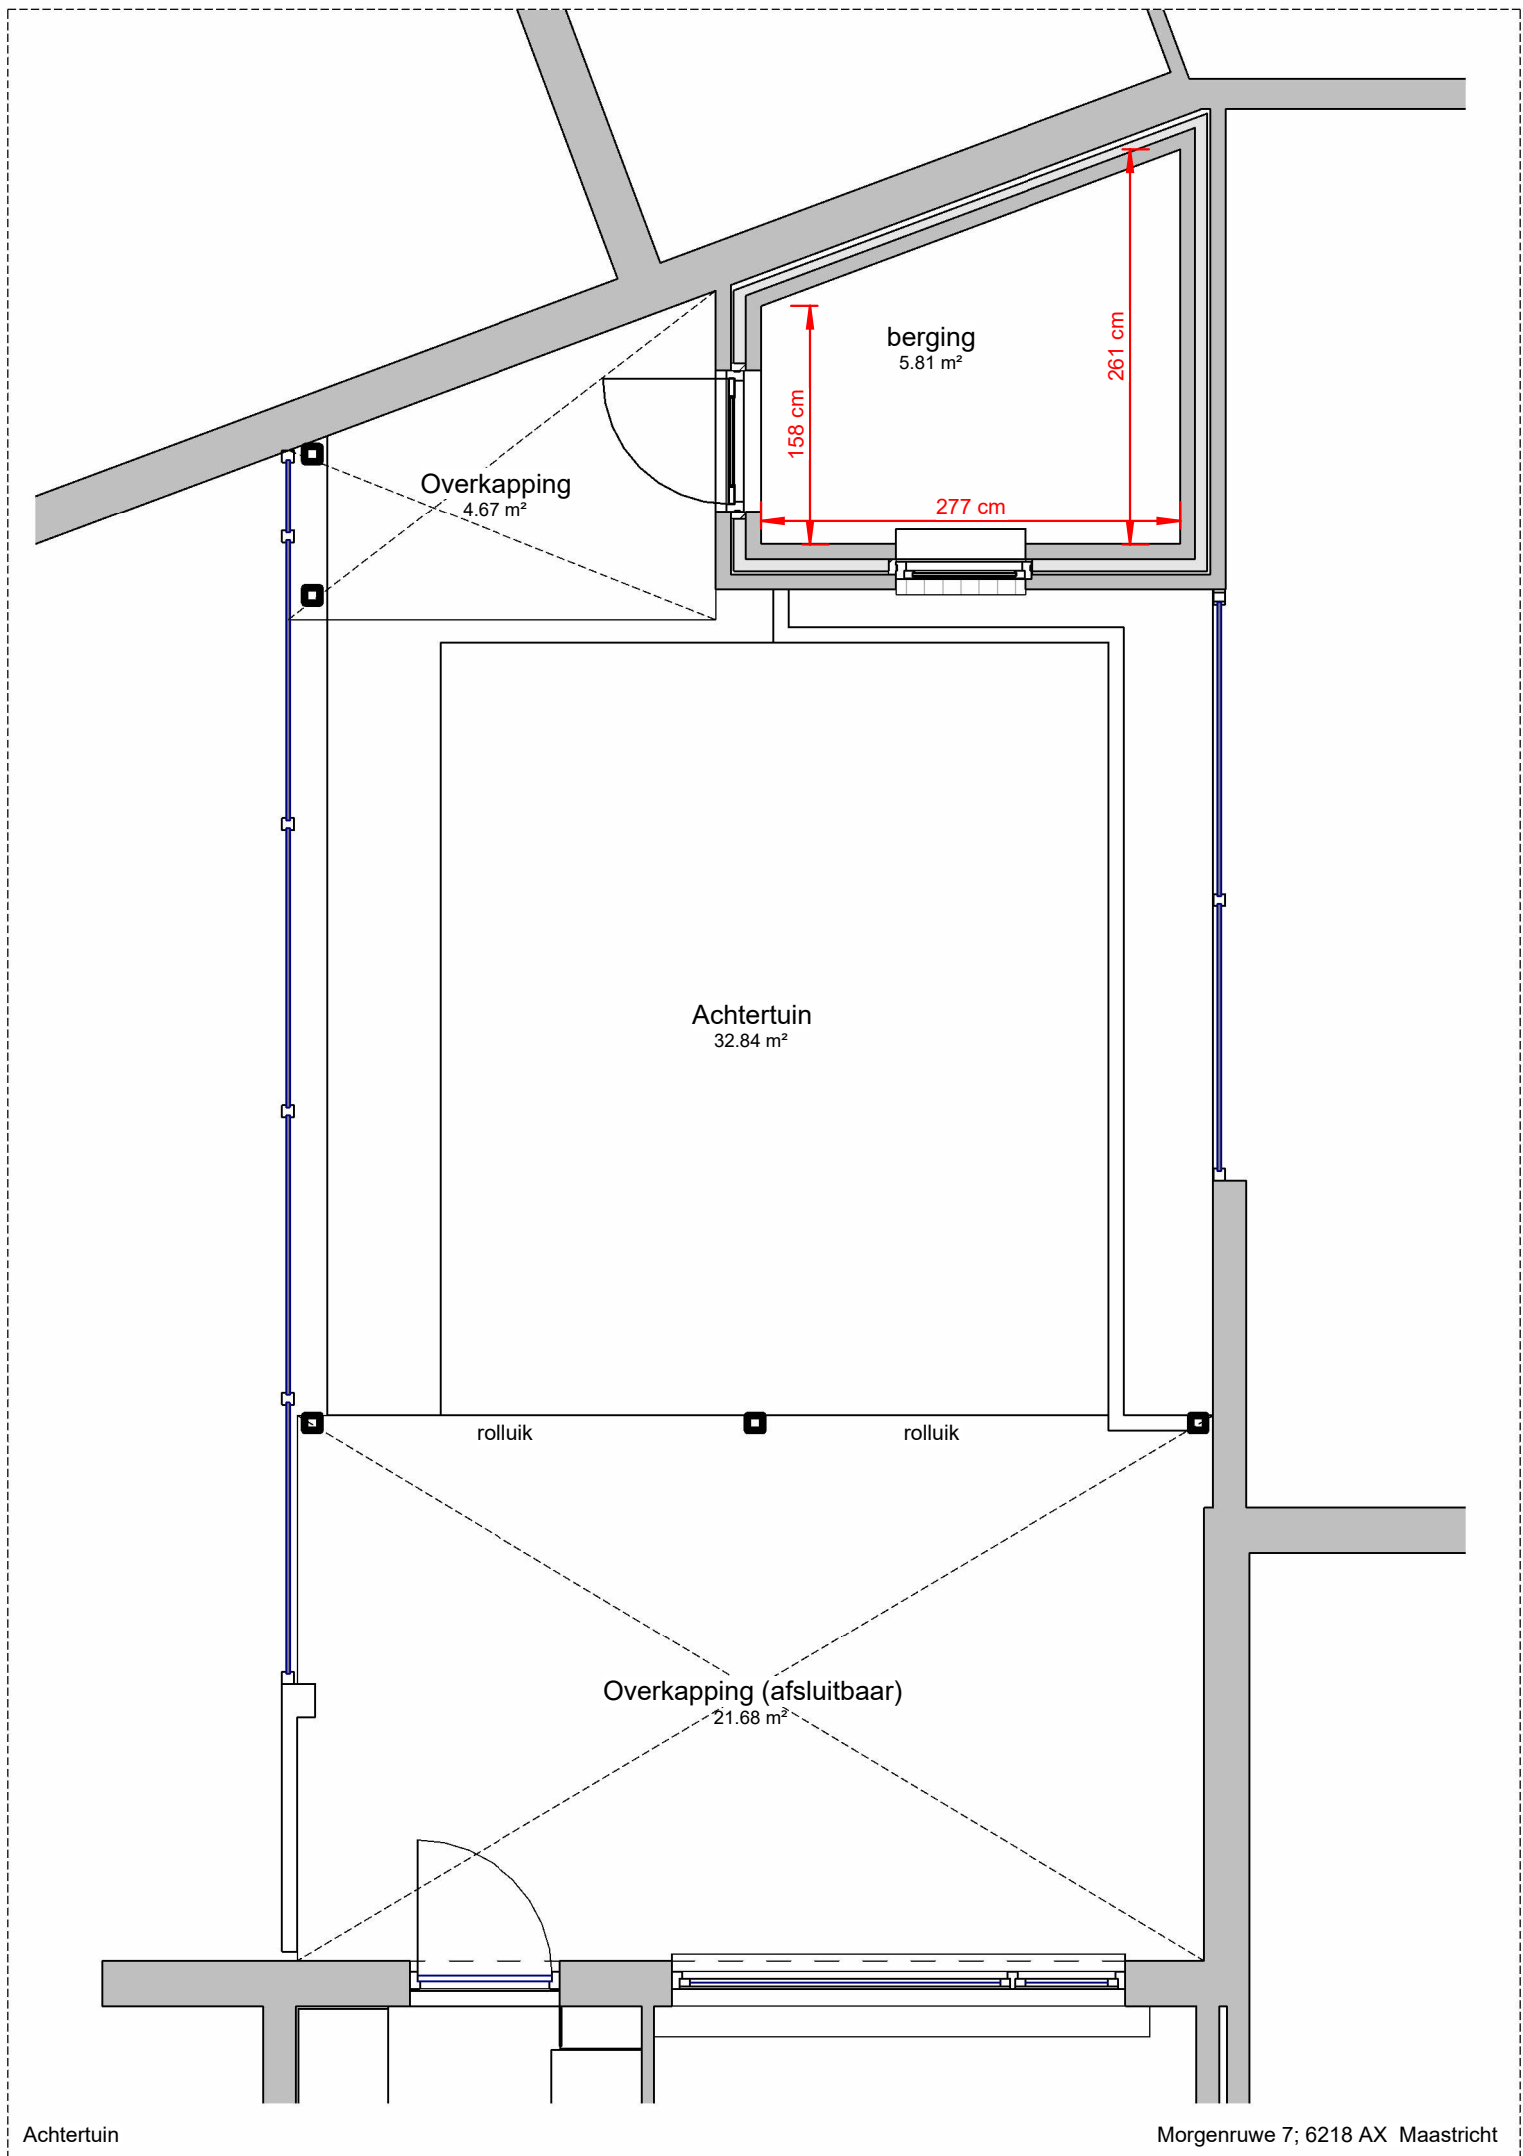 berging
5.81 m²
261 cm
158 cm
277 cm
Overkapping
4.67 m²
Achtertuin
32.84 m²
rolluik
rolluik
Overkapping (afsluitbaar)
21.68 m²
Achtertuin
Morgenruwe 7; 6218 AX Maastricht